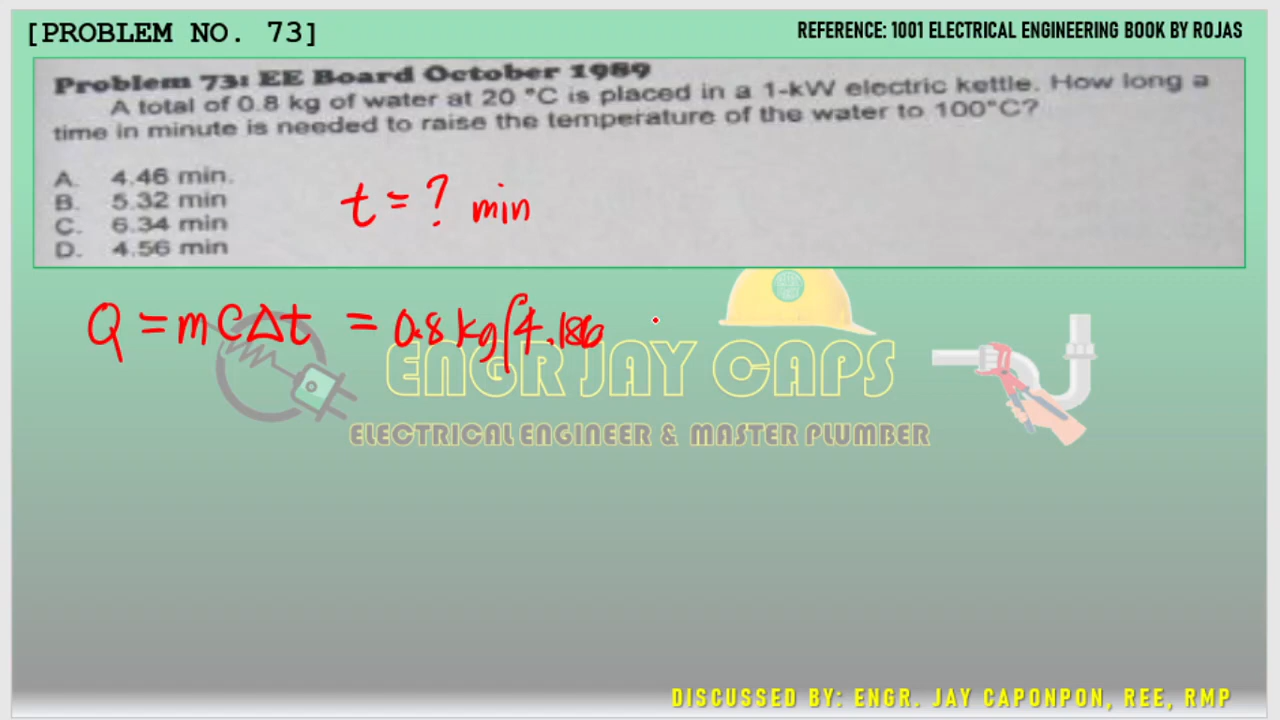 [PROBLEM NO. 73]
REFERENCE: 1001 ELECTRICAL ENGINEERING BOOK BY ROJAS
Problem 73: EE Board October 1989
A total of 0.8 kg of water at 20 °C is placed in a 1-kW electric kettle. How long a
time in minute is needed to raise the temperature of the water to 100°C?
A. 4.46 min.
B. 5.32 min
C. 6.34 min
D. 4.56 min
t = ? min
Q = mCΔt = 0.8 kg(4.186
ENGR JAY CAPS
ELECTRICAL ENGINEER & MASTER PLUMBER
DISCUSSED BY: ENGR. JAY CAPONPON, REE, RMP